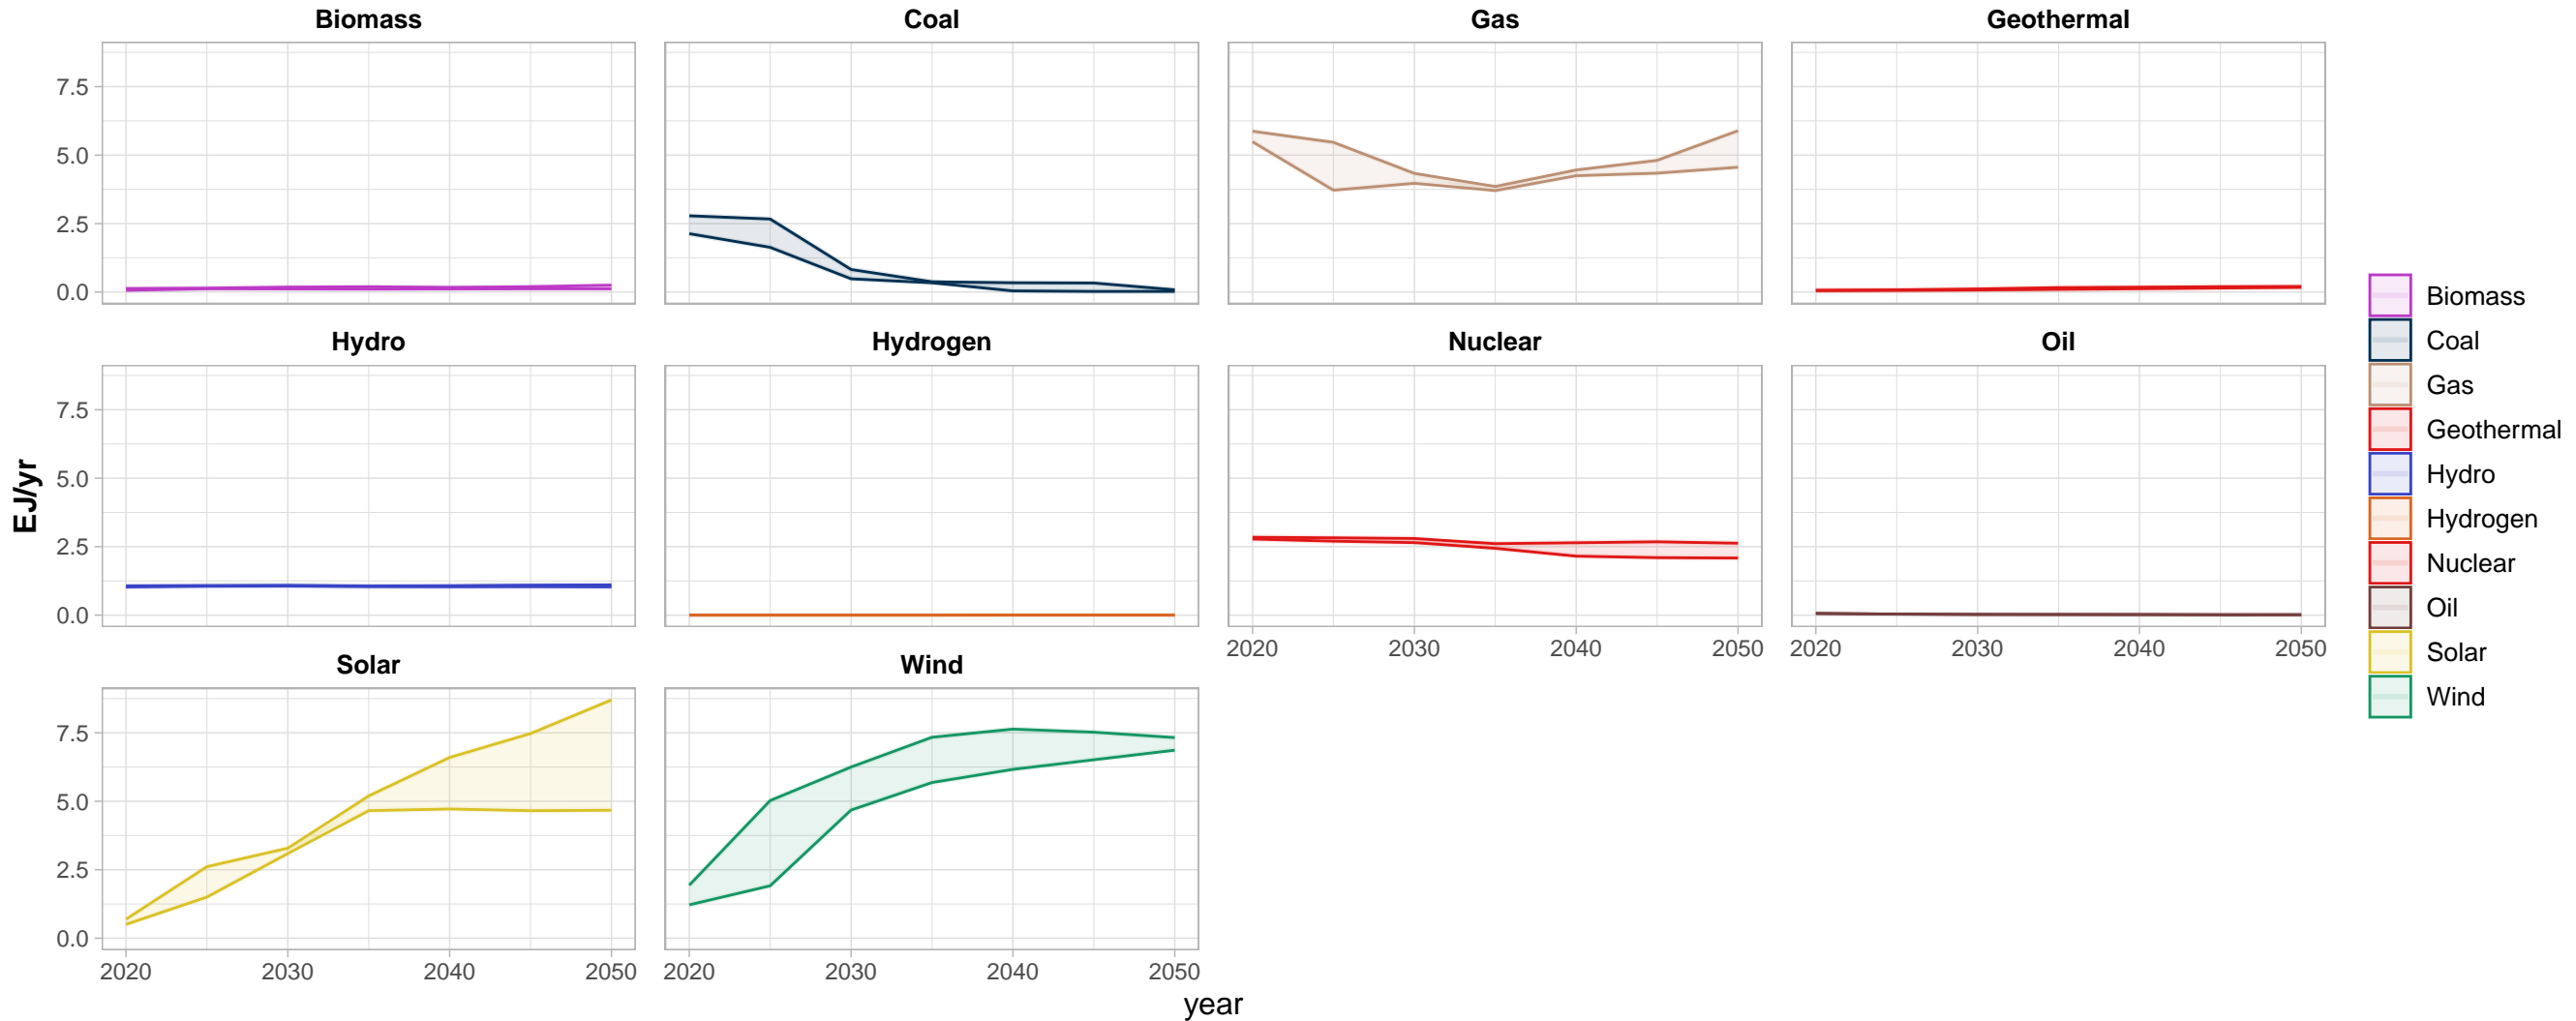 Biomass Coal Gas Geothermal
7.5
5.0
2.5
0.0
Hydro Hydrogen Nuclear Oil
7.5
5.0
2.5
0.0
2020 2030 2040 2050 2020 2030 2040 2050
Solar Wind
7.5
5.0
2.5
0.0
2020 2030 2040 2050 2020 2030 2040 2050
year
EJ/yr
Biomass
Coal
Gas
Geothermal
Hydro
Hydrogen
Nuclear
Oil
Solar
Wind